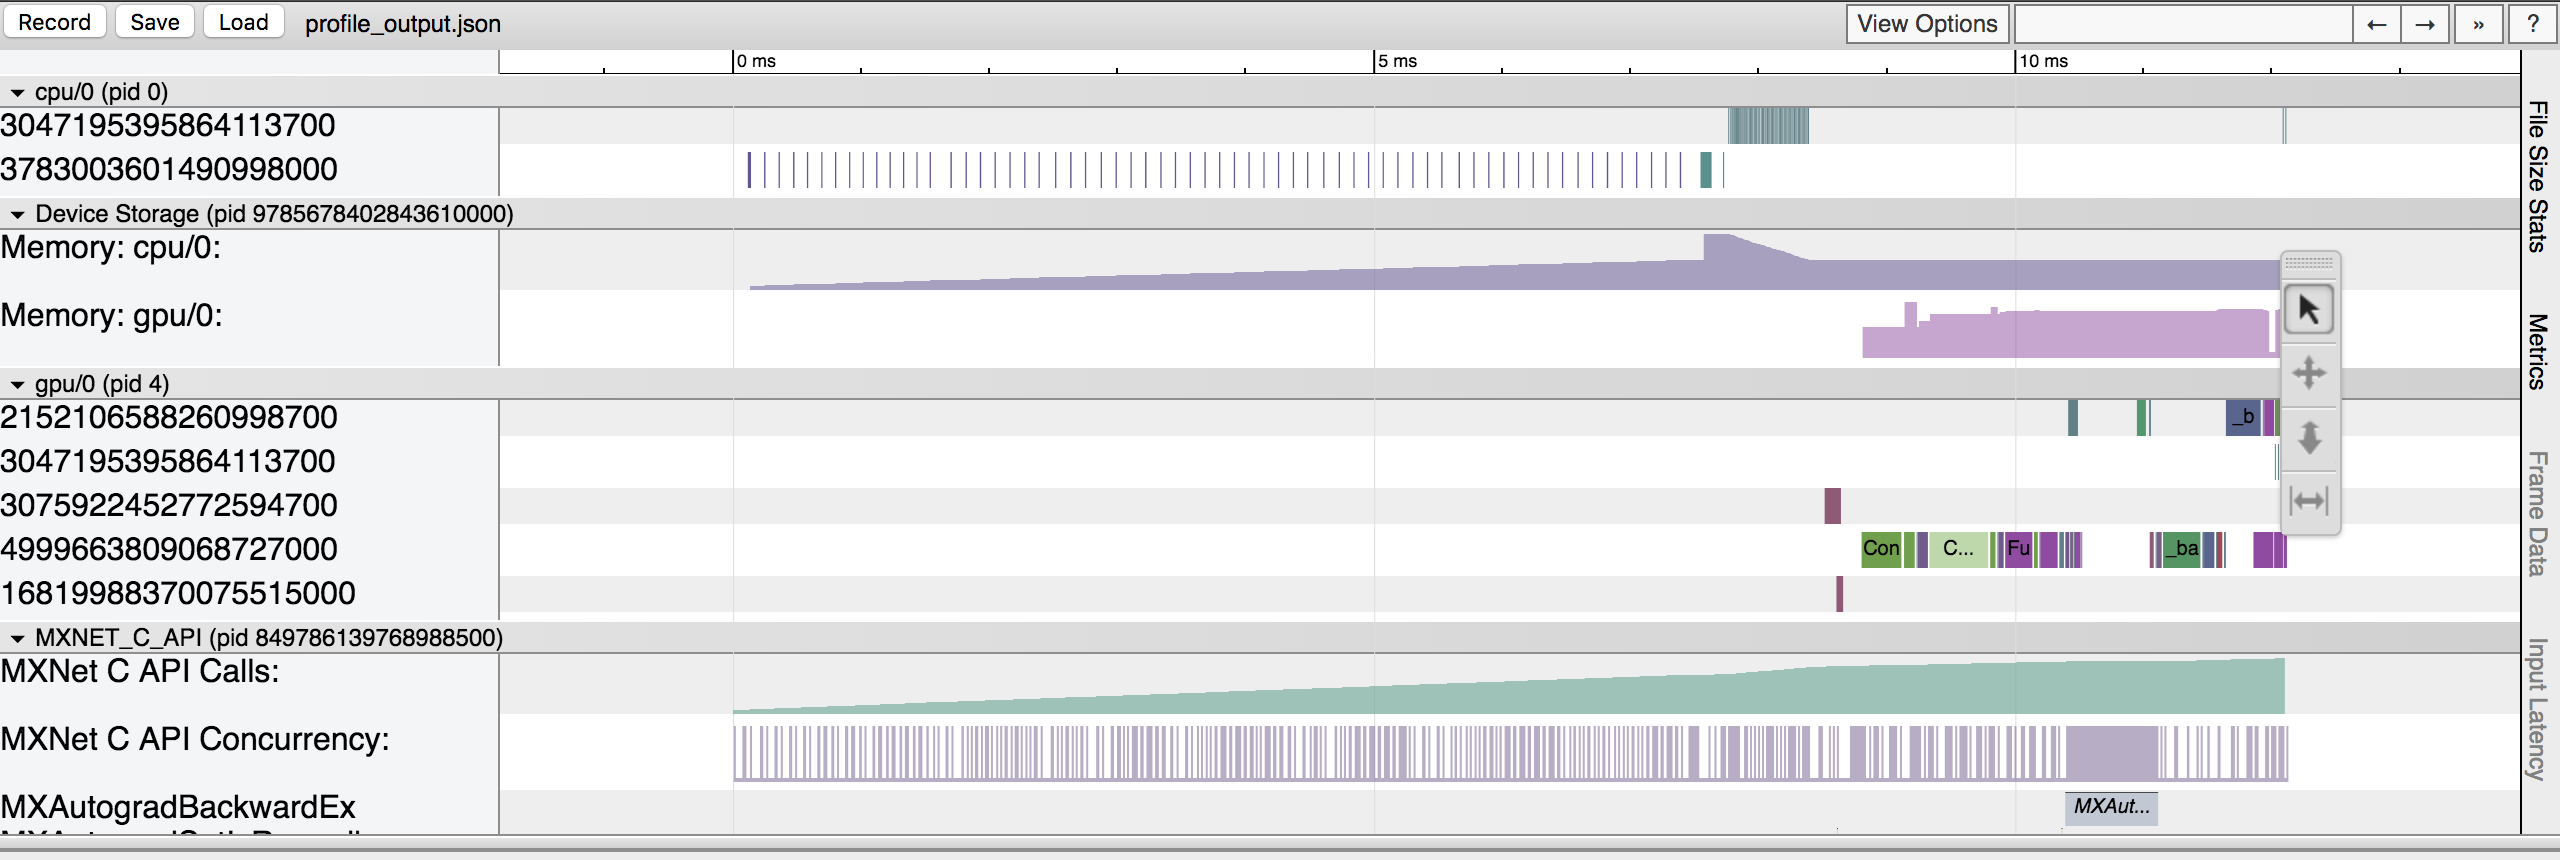 Record Save Load profile_output.json View Options ← → » ?
0 ms 5 ms 10 ms
cpu/0 (pid 0)
3047195395864113700
3783003601490998000
Device Storage (pid 9785678402843610000)
Memory: cpu/0:
Memory: gpu/0:
gpu/0 (pid 4)
2152106588260998700 _b
3047195395864113700
3075922452772594700
4999663809068727000 Con C... Fu _ba
16819988370075515000
MXNET_C_API (pid 849786139768988500)
MXNet C API Calls:
MXNet C API Concurrency:
MXAutogradBackwardEx MXAut...
File Size Stats
Metrics
Frame Data
Input Latency